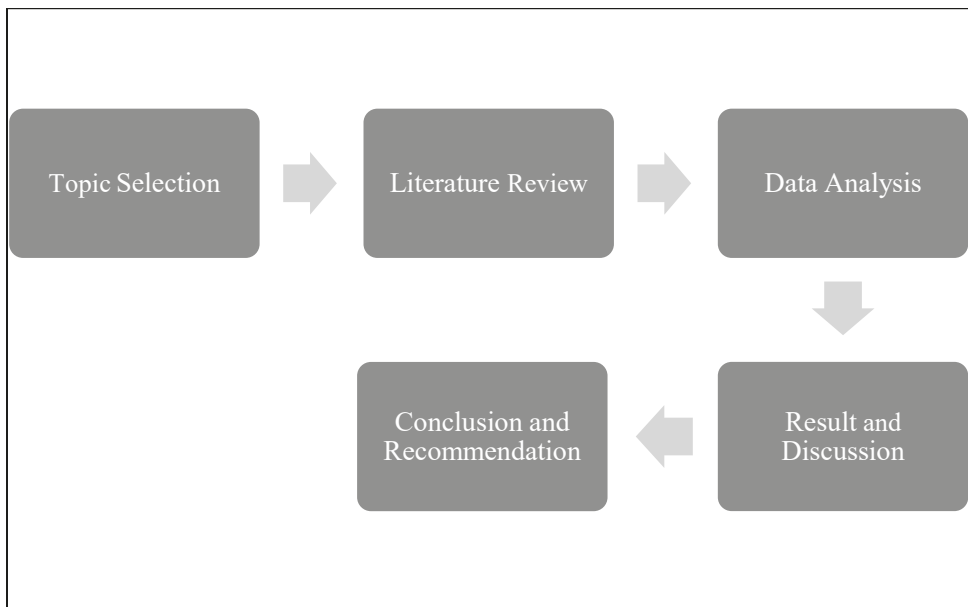 Topic Selection
Literature Review
Data Analysis
Result and
Discussion
Conclusion and
Recommendation